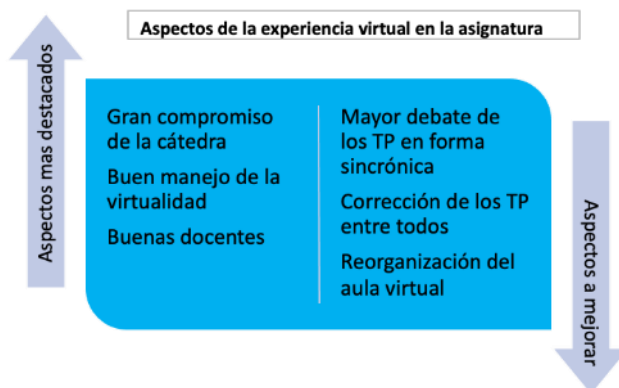 Aspectos de la experiencia virtual en la asignatura
Aspectos mas destacados
Gran compromiso
de la cátedra
Buen manejo de la
virtualidad
Buenas docentes
Mayor debate de
los TP en forma
sincrónica
Corrección de los TP
entre todos
Reorganización del
aula virtual
Aspectos a mejorar